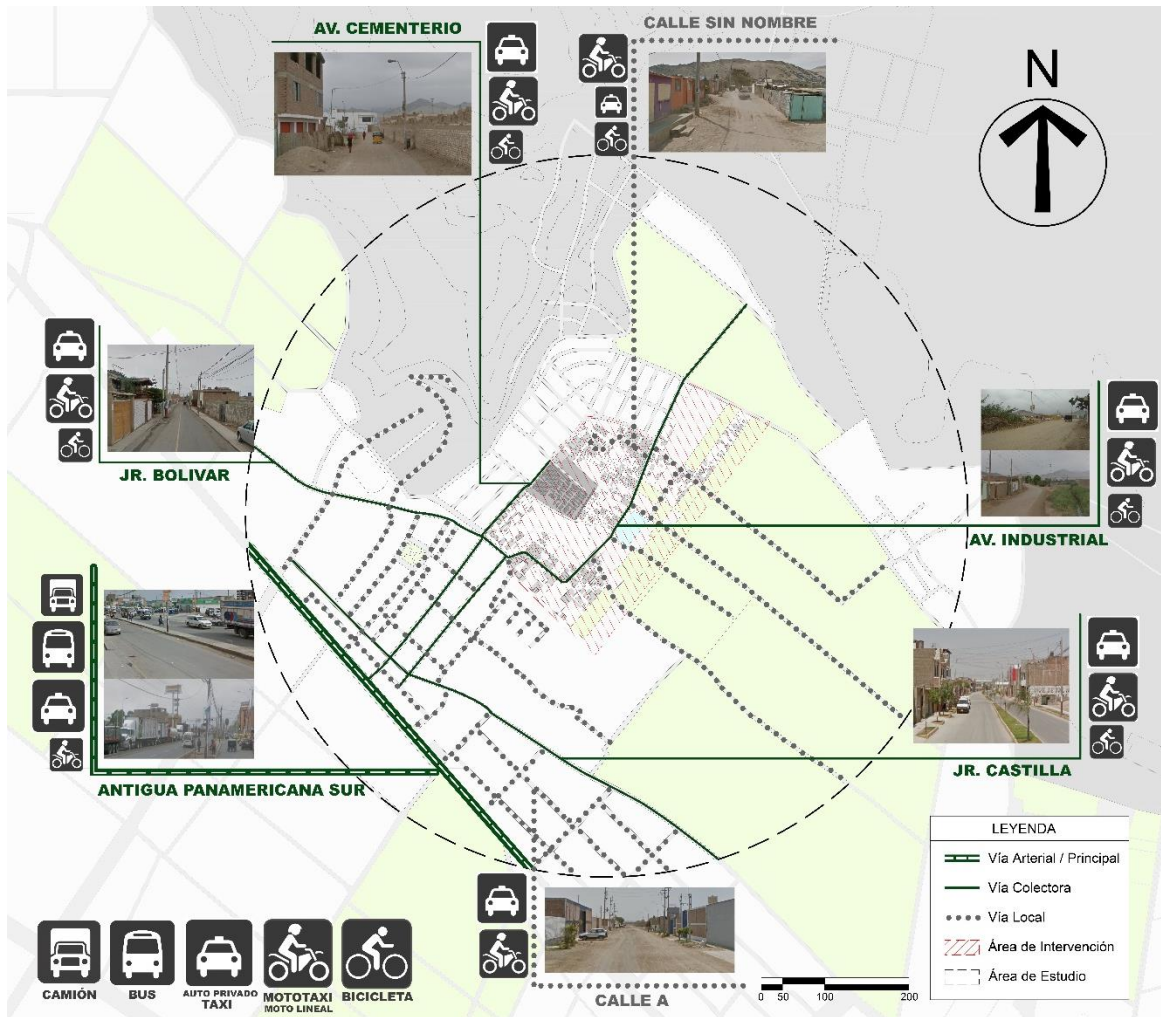 AV. CEMENTERIO
CALLE SIN NOMBRE
N
JR. BOLIVAR
AV. INDUSTRIAL
ANTIGUA PANAMERICANA SUR
JR. CASTILLA
CALLE A
LEYENDA
Vía Arterial / Principal
Vía Colectora
Vía Local
Área de Intervención
Área de Estudio
CAMIÓN
BUS
AUTO PRIVADO
TAXI
MOTOTAXI
MOTO LINEAL
BICICLETA
0 50 100 200